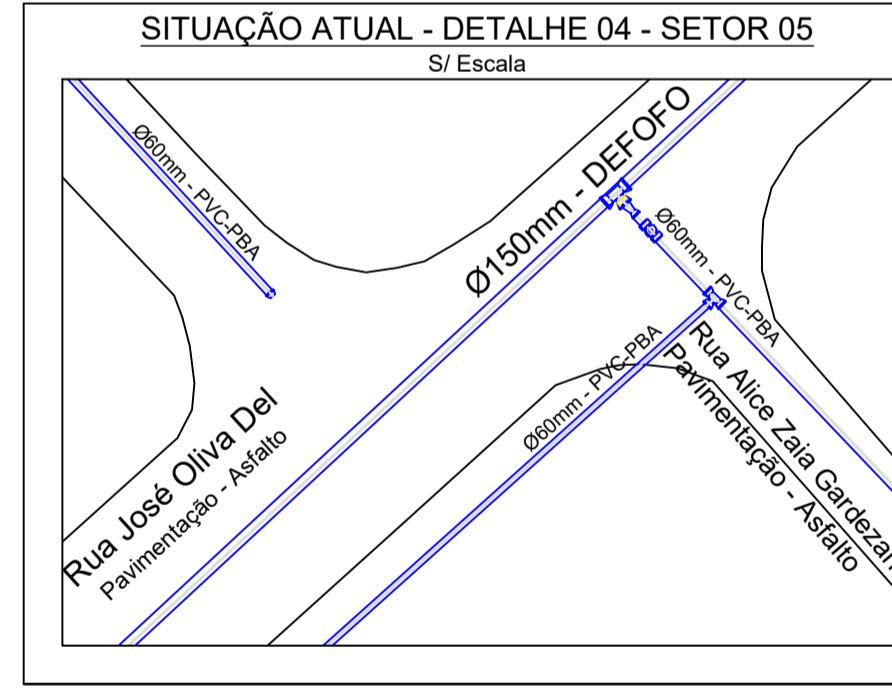 SITUAÇÃO ATUAL - DETALHE 04 - SETOR 05
S/ Escala
Ø60mm - PVC-PBA
Ø150mm - DEFOFO
Ø60mm - PVC-PBA
Ø60mm - PVC-PBA
Rua José Oliva Del
Pavimentação - Asfalto
Rua Alice Zaia Gardezan
Pavimentação - Asfalto